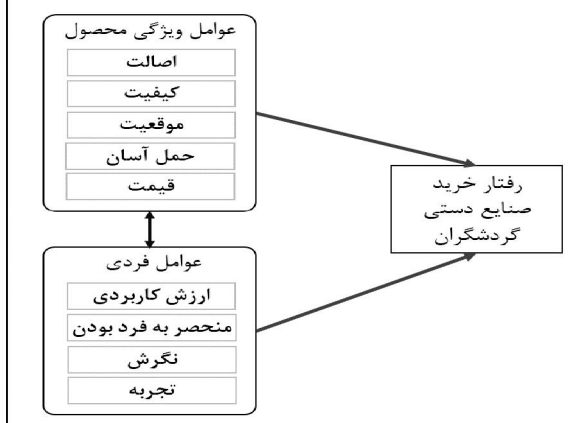 عوامل ویژگی محصول
اصالت
کیفیت
موقعیت
حمل آسان
قیمت
رفتار خرید
صنایع دستی
گردشگران
عوامل فردی
ارزش کاربردی
منحصر به فرد بودن
نگرش
تجربه